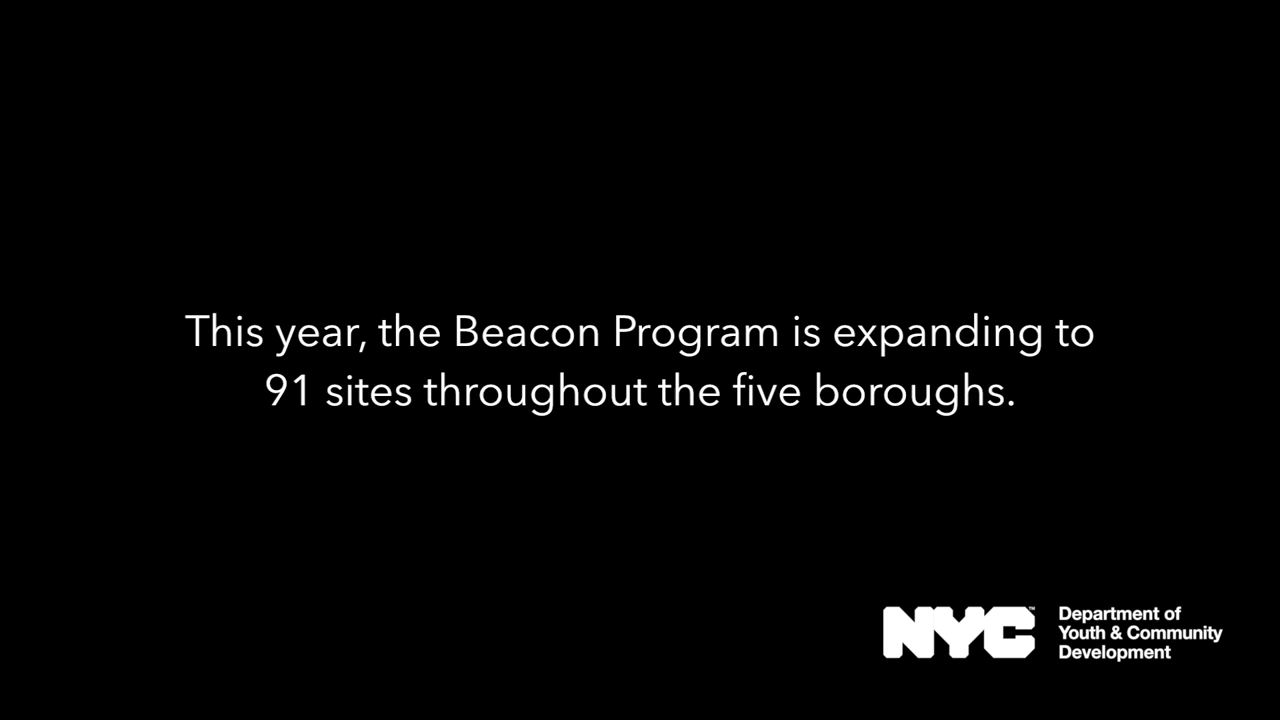 This year, the Beacon Program is expanding to
91 sites throughout the five boroughs.
NYC™
Department of
Youth & Community
Development